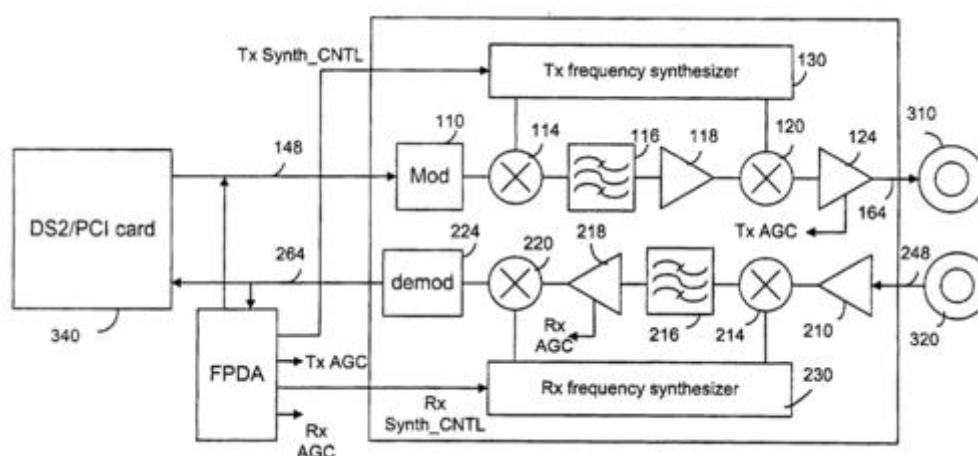 Tx Synth_CNTL
Tx frequency synthesizer
130
110
114
116
118
120
124
310
148
Mod
164
DS2/PCI card
Tx AGC
264
224
demod
220
218
248
216
214
210
320
340
Rx
AGC
FPDA
Tx AGC
Rx frequency synthesizer
230
Rx
Synth_CNTL
Rx
AGC